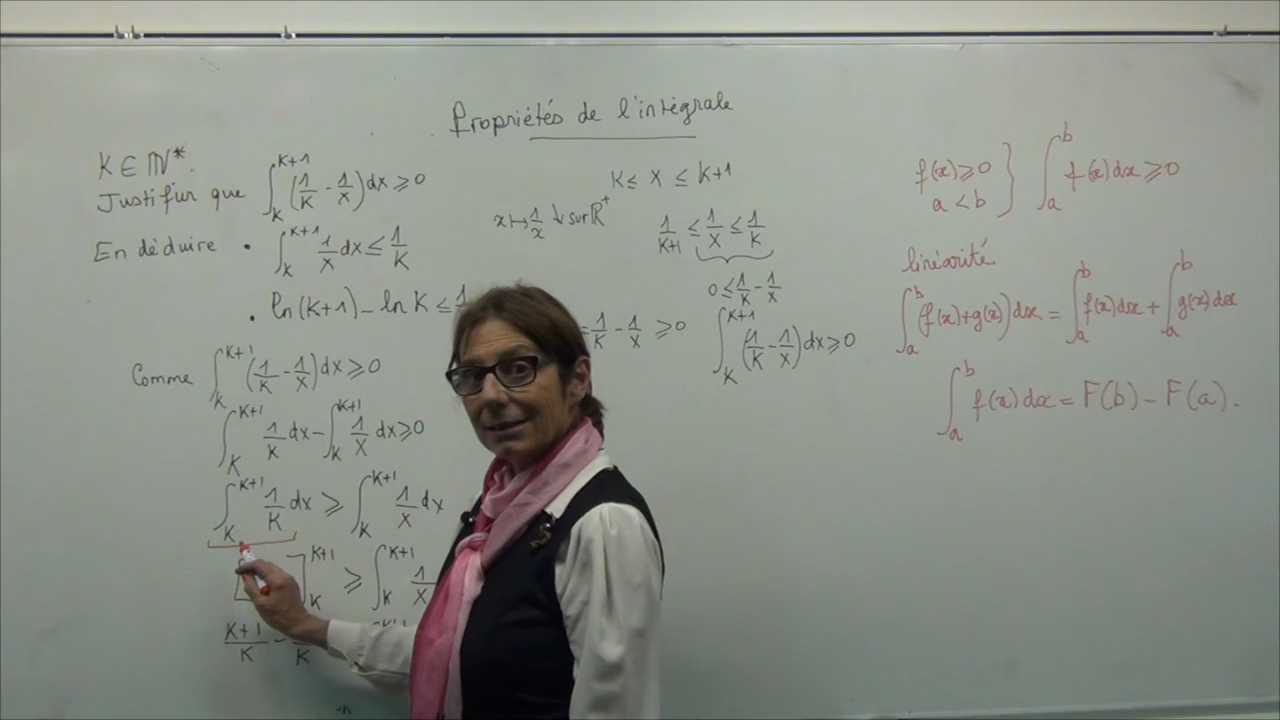 Propriétés de l'intégrale
K ∈ ℕ*.
Justifier que ∫_K^{K+1} (1/K - 1/x) dx ≥ 0
En déduire • ∫_K^{K+1} 1/x dx ≤ 1/K
• ln(K+1) - ln K ≤ 1
Comme ∫_K^{K+1} (1/K - 1/x) dx ≥ 0
∫_K^{K+1} 1/K dx - ∫_K^{K+1} 1/x dx ≥ 0
∫_K^{K+1} 1/K dx ≥ ∫_K^{K+1} 1/x dx
[ ]_K^{K+1} ≥ ∫_K^{K+1} 1/x
(K+1)/K - /K
K ≤ x ≤ K+1
x ↦ 1/x ↓ sur ℝ⁺
1/(K+1) ≤ 1/x ≤ 1/K
0 ≤ 1/K - 1/x
= 1/K - 1/x ≥ 0
∫_K^{K+1} (1/K - 1/x) dx ≥ 0
f(x) ≥ 0
a < b } ∫_a^b f(x) dx ≥ 0
linéarité
∫_a^b (f(x)+g(x)) dx = ∫_a^b f(x) dx + ∫_a^b g(x) dx
∫_a^b f(x) dx = F(b) - F(a).